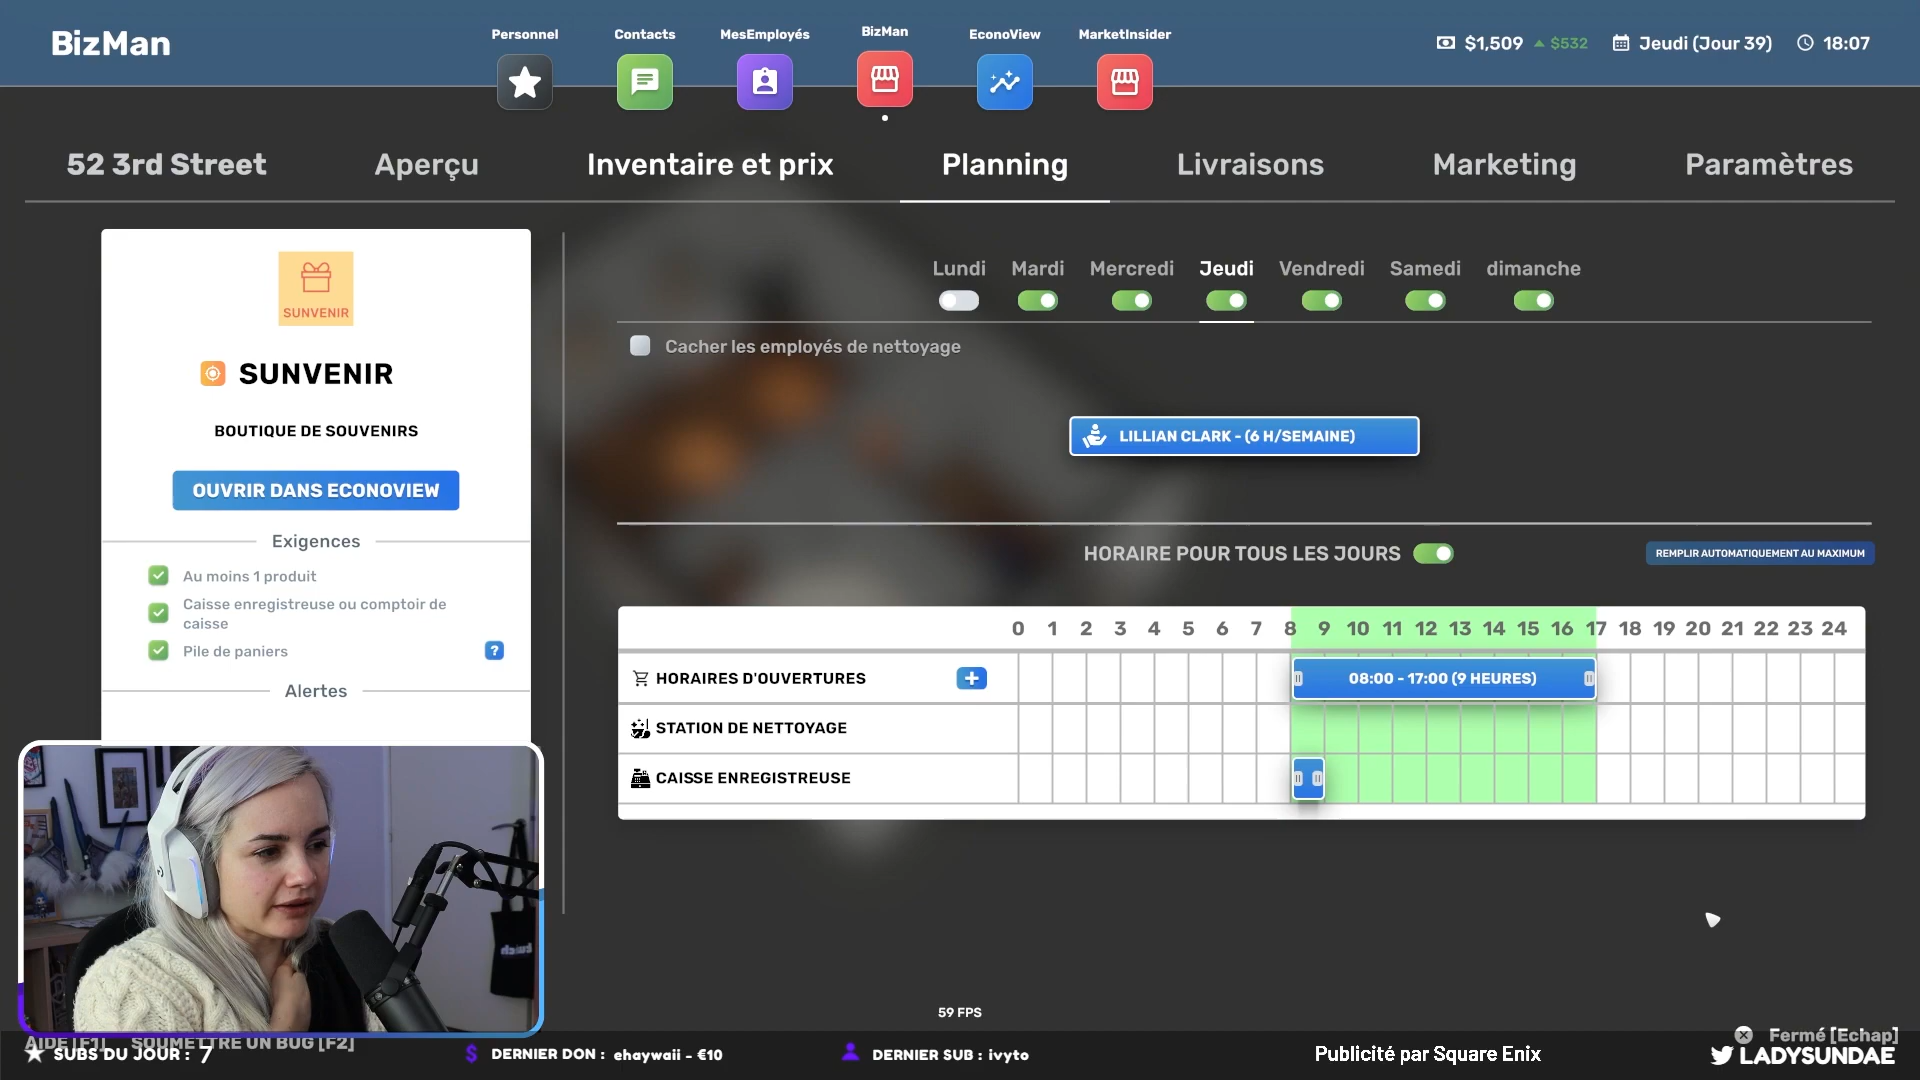 BizMan
Personnel
Contacts
MesEmployés
BizMan
EconoView
MarketInsider
$1,509
$532
Jeudi (Jour 39)
18:07
52 3rd Street
Aperçu
Inventaire et prix
Planning
Livraisons
Marketing
Paramètres
SUNVENIR
SUNVENIR
BOUTIQUE DE SOUVENIRS
OUVRIR DANS ECONOVIEW
Exigences
Au moins 1 produit
Caisse enregistreuse ou comptoir de
caisse
Pile de paniers
?
Alertes
Lundi
Mardi
Mercredi
Jeudi
Vendredi
Samedi
dimanche
Cacher les employés de nettoyage
LILLIAN CLARK - (6 H/SEMAINE)
HORAIRE POUR TOUS LES JOURS
REMPLIR AUTOMATIQUEMENT AU MAXIMUM
0 1 2 3 4 5 6 7 8 9 10 11 12 13 14 15 16 17 18 19 20 21 22 23 24
HORAIRES D'OUVERTURES
08:00 - 17:00 (9 HEURES)
STATION DE NETTOYAGE
CAISSE ENREGISTREUSE
59 FPS
AIDE [F1]
SOUMETTRE UN BUG [F2]
Fermé [Echap]
SUBS DU JOUR : 7
DERNIER DON : ehaywaii - €10
DERNIER SUB : ivyto
Publicité par Square Enix
LADYSUNDAE